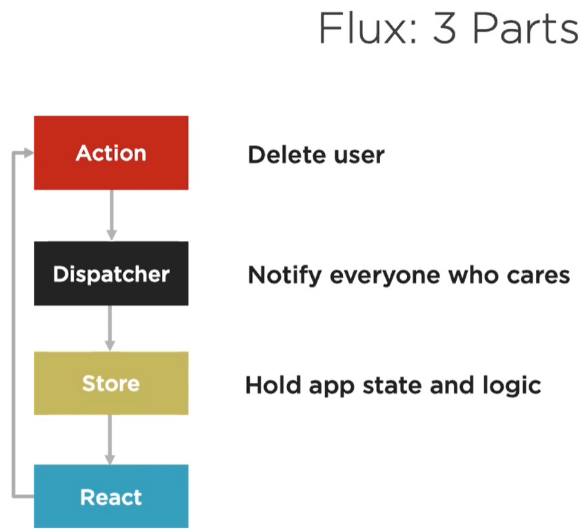 Flux: 3 Parts
Action
Delete user
Dispatcher
Notify everyone who cares
Store
Hold app state and logic
React